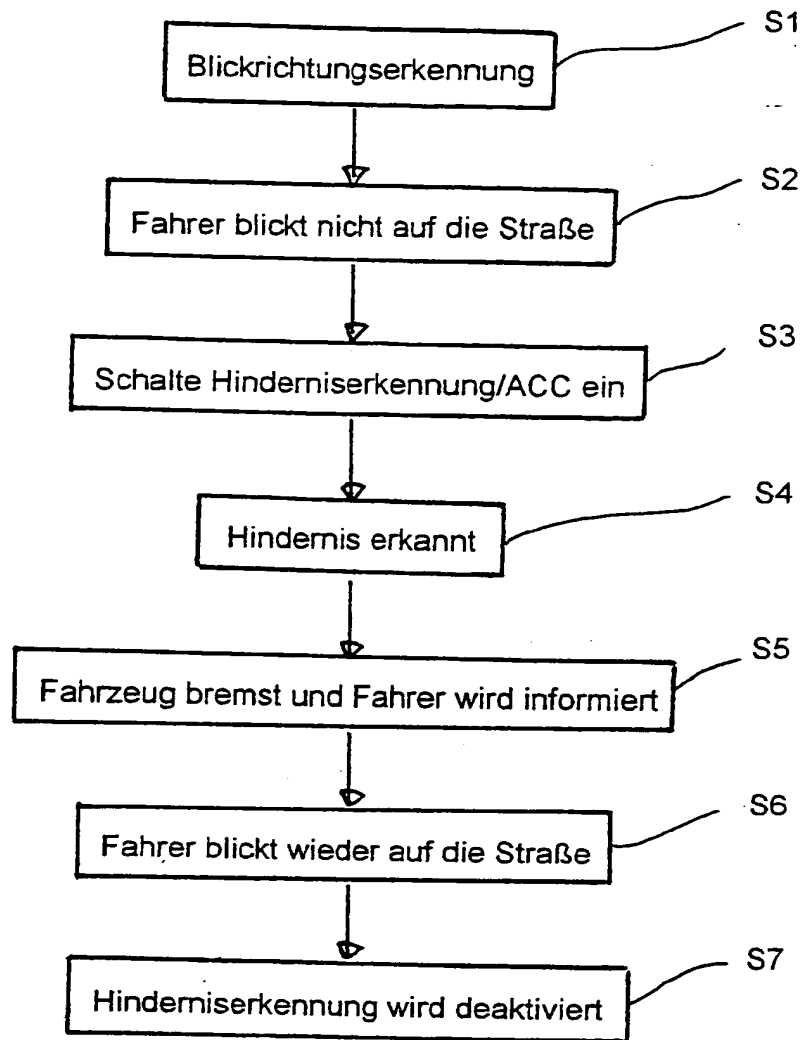 S1
Blickrichtungserkennung
S2
Fahrer blickt nicht auf die Straße
S3
Schalte Hinderniserkennung/ACC ein
S4
Hindernis erkannt
S5
Fahrzeug bremst und Fahrer wird informiert
S6
Fahrer blickt wieder auf die Straße
S7
Hinderniserkennung wird deaktiviert